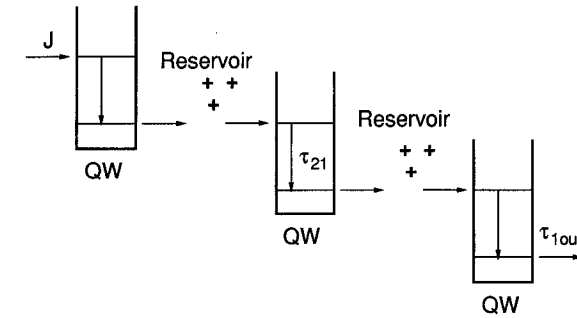 J
Reservoir
+ +
+
QW
Reservoir
+ +
+
τ21
QW
τ1ou
QW